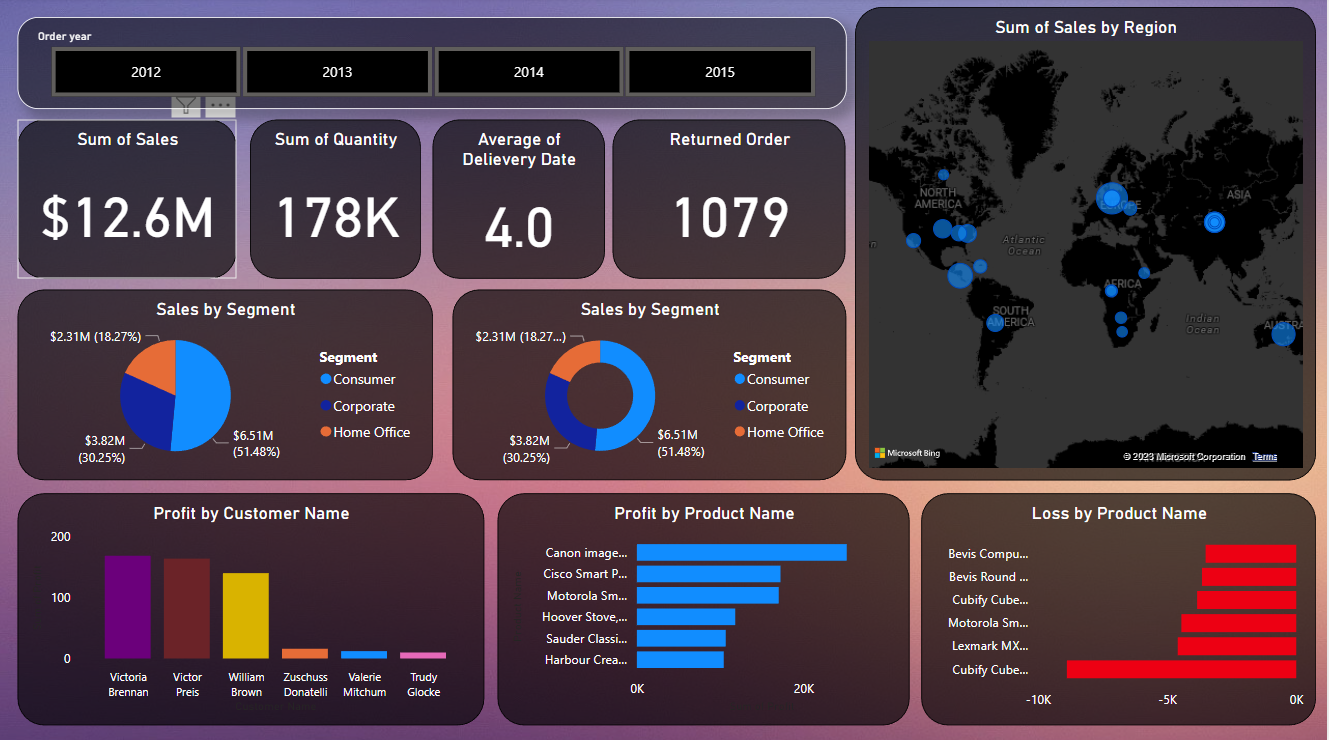 Order year
2012
2013
2014
2015
Sum of Sales
$12.6M
Sum of Quantity
178K
Average of
Delievery Date
4.0
Returned Order
1079
Sum of Sales by Region
NORTH
AMERICA
EUROPE
ASIA
Atlantic
Ocean
AFRICA
SOUTH
AMERICA
Indian
Ocean
AUSTRA
Microsoft Bing
© 2023 Microsoft Corporation Terms
Sales by Segment
$2.31M (18.27%)
$3.82M
(30.25%)
$6.51M
(51.48%)
Segment
Consumer
Corporate
Home Office
Sales by Segment
$2.31M (18.27...)
$3.82M
(30.25%)
$6.51M
(51.48%)
Segment
Consumer
Corporate
Home Office
Profit by Customer Name
200
100
0
Victoria
Brennan
Victor
Preis
William
Brown
Zuschuss
Donatelli
Valerie
Mitchum
Trudy
Glocke
Profit by Product Name
Canon image...
Cisco Smart P...
Motorola Sm...
Hoover Stove,...
Sauder Classi...
Harbour Crea...
0K
20K
Loss by Product Name
Bevis Compu...
Bevis Round ...
Cubify Cube...
Motorola Sm...
Lexmark MX...
Cubify Cube...
-10K
-5K
0K